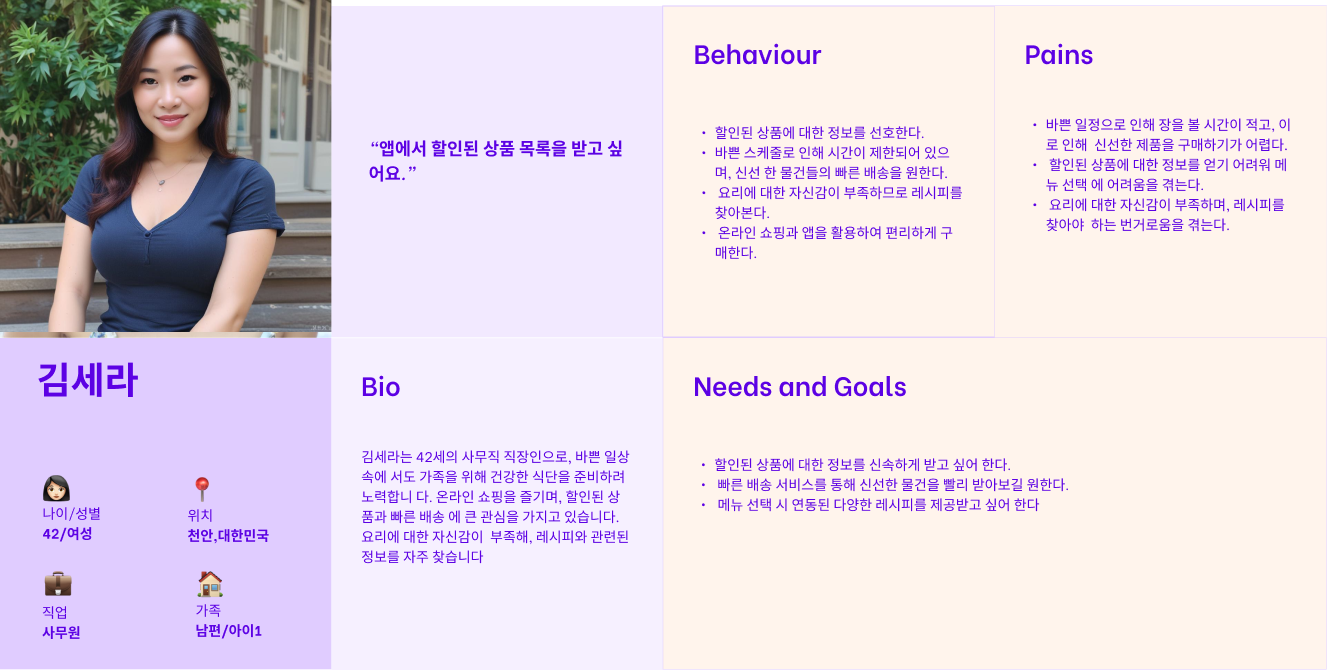 “앱에서 할인된 상품 목록을 받고 싶
어요.”
Behaviour
• 할인된 상품에 대한 정보를 선호한다.
• 바쁜 스케줄로 인해 시간이 제한되어 있으
며, 신선 한 물건들의 빠른 배송을 원한다.
• 요리에 대한 자신감이 부족하므로 레시피를
찾아본다.
• 온라인 쇼핑과 앱을 활용하여 편리하게 구
매한다.
Pains
• 바쁜 일정으로 인해 장을 볼 시간이 적고, 이
로 인해 신선한 제품을 구매하기가 어렵다.
• 할인된 상품에 대한 정보를 얻기 어려워 메
뉴 선택 에 어려움을 겪는다.
• 요리에 대한 자신감이 부족하며, 레시피를
찾아야 하는 번거로움을 겪는다.
김세라
나이/성별
42/여성
위치
천안,대한민국
직업
사무원
가족
남편/아이1
Bio
김세라는 42세의 사무직 직장인으로, 바쁜 일상
속에 서도 가족을 위해 건강한 식단을 준비하려
노력합니 다. 온라인 쇼핑을 즐기며, 할인된 상
품과 빠른 배송 에 큰 관심을 가지고 있습니다.
요리에 대한 자신감이 부족해, 레시피와 관련된
정보를 자주 찾습니다
Needs and Goals
• 할인된 상품에 대한 정보를 신속하게 받고 싶어 한다.
• 빠른 배송 서비스를 통해 신선한 물건을 빨리 받아보길 원한다.
• 메뉴 선택 시 연동된 다양한 레시피를 제공받고 싶어 한다